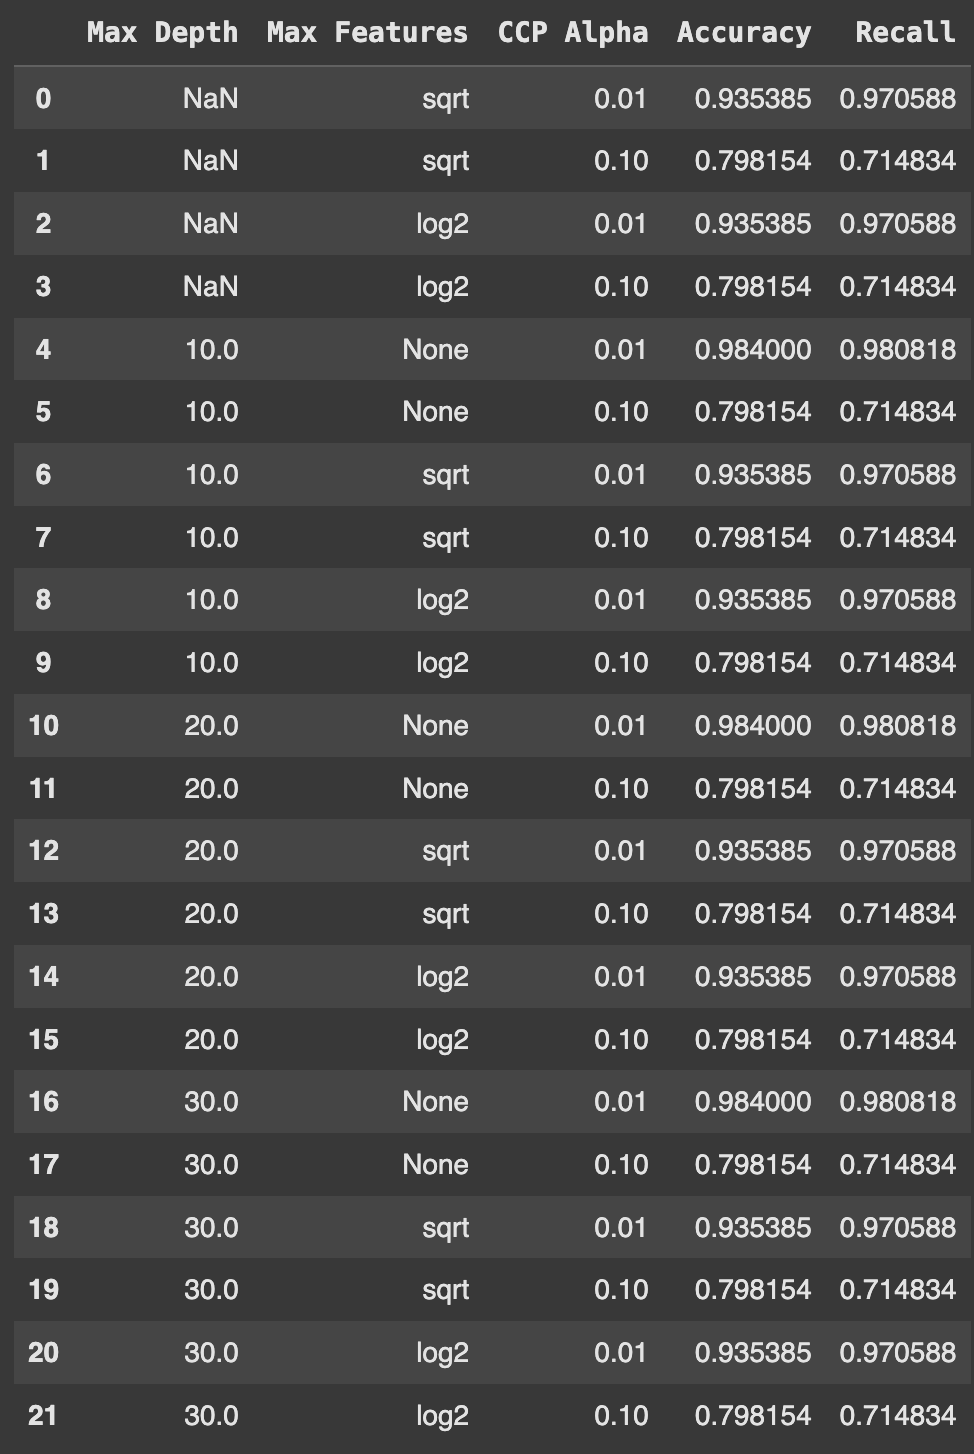 Max Depth Max Features CCP Alpha Accuracy Recall
0 NaN sqrt 0.01 0.935385 0.970588
1 NaN sqrt 0.10 0.798154 0.714834
2 NaN log2 0.01 0.935385 0.970588
3 NaN log2 0.10 0.798154 0.714834
4 10.0 None 0.01 0.984000 0.980818
5 10.0 None 0.10 0.798154 0.714834
6 10.0 sqrt 0.01 0.935385 0.970588
7 10.0 sqrt 0.10 0.798154 0.714834
8 10.0 log2 0.01 0.935385 0.970588
9 10.0 log2 0.10 0.798154 0.714834
10 20.0 None 0.01 0.984000 0.980818
11 20.0 None 0.10 0.798154 0.714834
12 20.0 sqrt 0.01 0.935385 0.970588
13 20.0 sqrt 0.10 0.798154 0.714834
14 20.0 log2 0.01 0.935385 0.970588
15 20.0 log2 0.10 0.798154 0.714834
16 30.0 None 0.01 0.984000 0.980818
17 30.0 None 0.10 0.798154 0.714834
18 30.0 sqrt 0.01 0.935385 0.970588
19 30.0 sqrt 0.10 0.798154 0.714834
20 30.0 log2 0.01 0.935385 0.970588
21 30.0 log2 0.10 0.798154 0.714834